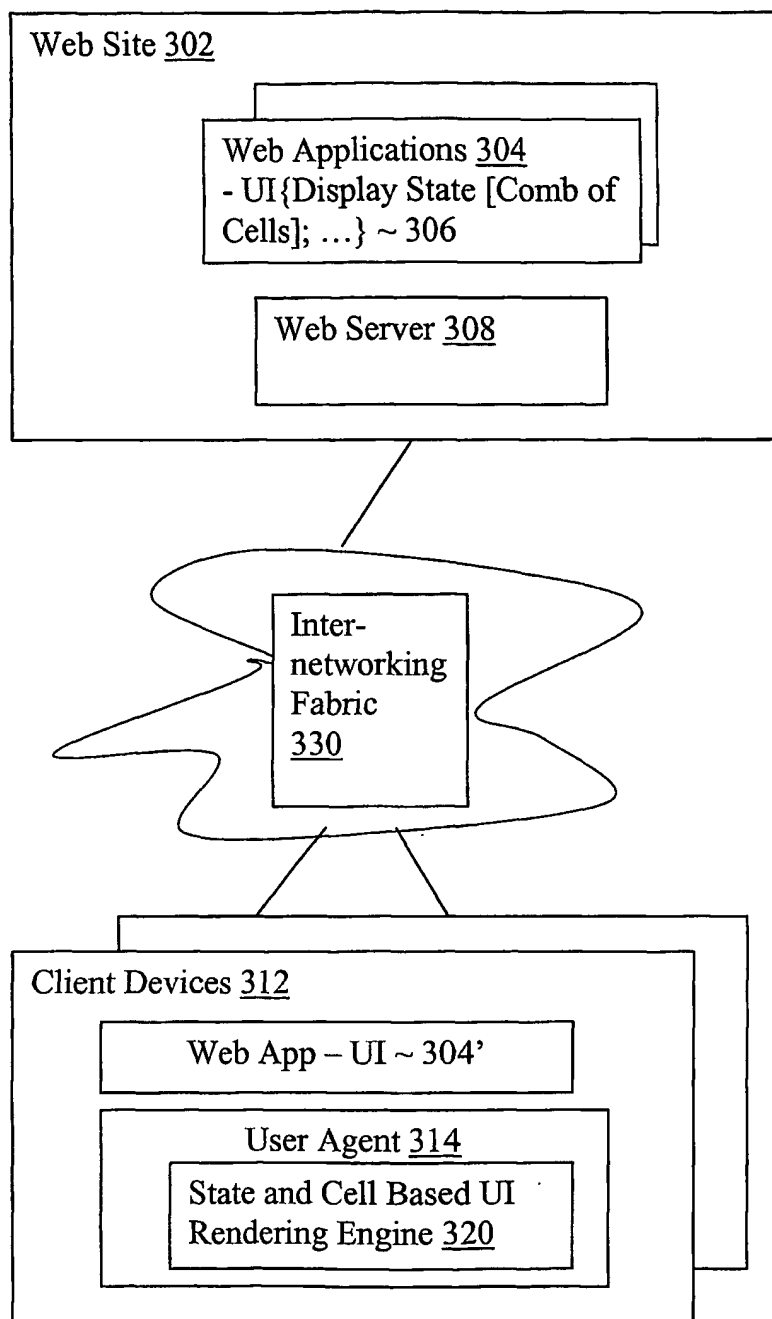 Web Site 302
Web Applications 304
- UI{Display State [Comb of
Cells]; …} ~ 306
Web Server 308
Inter-
networking
Fabric
330
Client Devices 312
Web App – UI ~ 304’
User Agent 314
State and Cell Based UI
Rendering Engine 320